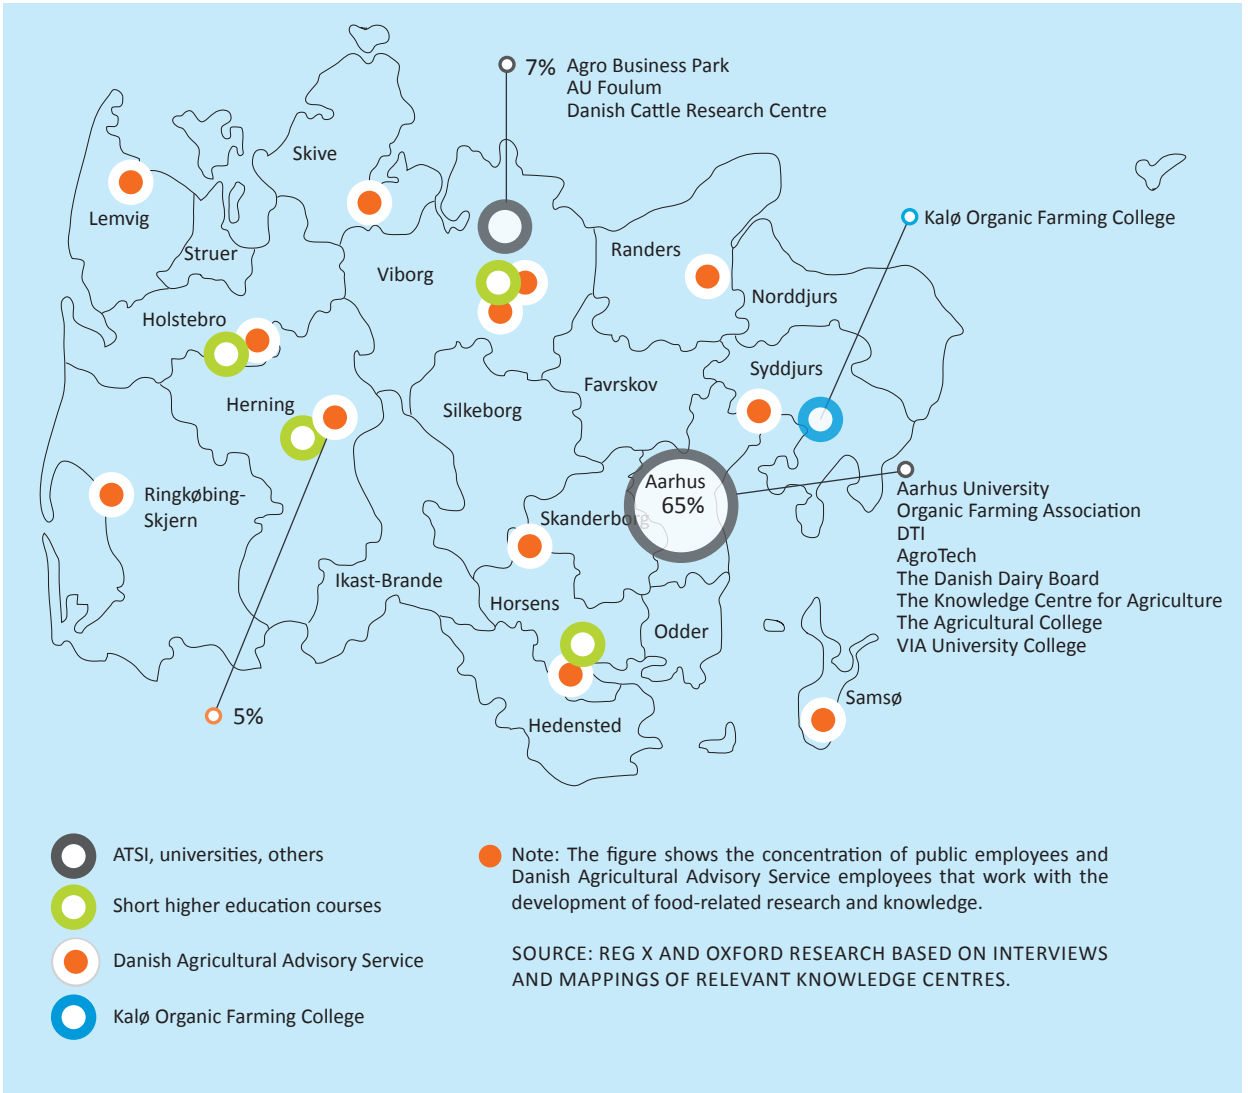 7% Agro Business Park
AU Foulum
Danish Cattle Research Centre
Skive
Lemvig
Kalø Organic Farming College
Struer
Viborg
Randers
Norddjurs
Holstebro
Syddjurs
Favrskov
Herning
Silkeborg
Aarhus
65%
Ringkøbing-
Skjern
Skanderborg
Aarhus University
Organic Farming Association
DTI
AgroTech
The Danish Dairy Board
The Knowledge Centre for Agriculture
The Agricultural College
VIA University College
Ikast-Brande
Horsens
Odder
Samsø
5%
Hedensted
ATSI, universities, others
Short higher education courses
Danish Agricultural Advisory Service
Kalø Organic Farming College
Note: The figure shows the concentration of public employees and
Danish Agricultural Advisory Service employees that work with the
development of food-related research and knowledge.
SOURCE: REG X AND OXFORD RESEARCH BASED ON INTERVIEWS
AND MAPPINGS OF RELEVANT KNOWLEDGE CENTRES.